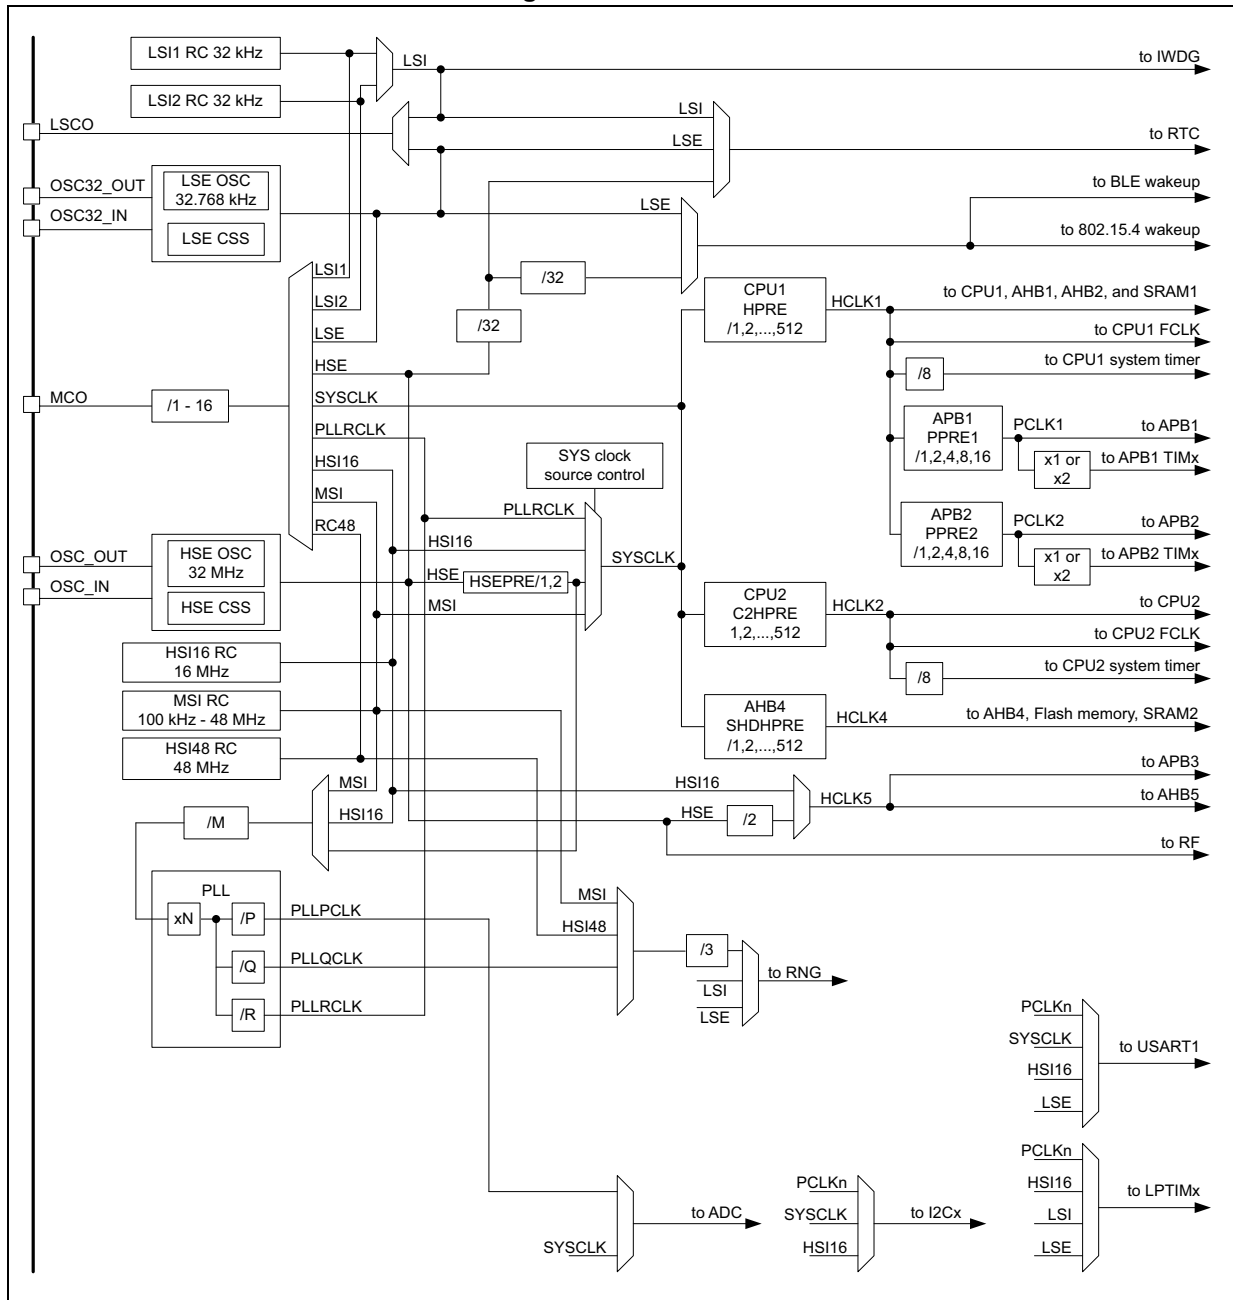 LSI1 RC 32 kHz
LSI
to IWDG
LSI2 RC 32 kHz
LSI
LSCO
LSE
to RTC
OSC32_OUT
LSE OSC
32.768 kHz
to BLE wakeup
OSC32_IN
LSE CSS
LSE
to 802.15.4 wakeup
LSI1
/32
CPU1
HPRE
/1,2,...,512
HCLK1
to CPU1, AHB1, AHB2, and SRAM1
LSI2
/32
LSE
to CPU1 FCLK
HSE
/8
to CPU1 system timer
MCO
/1 - 16
SYSCLK
PLLRCLK
APB1
PPRE1
/1,2,4,8,16
PCLK1
to APB1
HSI16
SYS clock
source control
x1 or
x2
to APB1 TIMx
MSI
PLLRCLK
RC48
APB2
PPRE2
/1,2,4,8,16
PCLK2
to APB2
HSI16
OSC_OUT
HSE OSC
32 MHz
SYSCLK
x1 or
x2
to APB2 TIMx
HSE
HSEPRE/1,2
OSC_IN
HSE CSS
MSI
CPU2
C2HPRE
1,2,...,512
HCLK2
to CPU2
to CPU2 FCLK
HSI16 RC
16 MHz
/8
to CPU2 system timer
MSI RC
100 kHz - 48 MHz
AHB4
SHDHPRE
/1,2,...,512
HCLK4
to AHB4, Flash memory, SRAM2
HSI48 RC
48 MHz
to APB3
MSI
HSI16
HCLK5
to AHB5
/M
HSI16
HSE
/2
to RF
PLL
MSI
xN
/P
PLLPCLK
HSI48
/3
/Q
PLLQCLK
to RNG
LSI
/R
PLLRCLK
LSE
PCLKn
SYSCLK
to USART1
HSI16
LSE
PCLKn
PCLKn
HSI16
to LPTIMx
to ADC
SYSCLK
to I2Cx
LSI
SYSCLK
HSI16
LSE